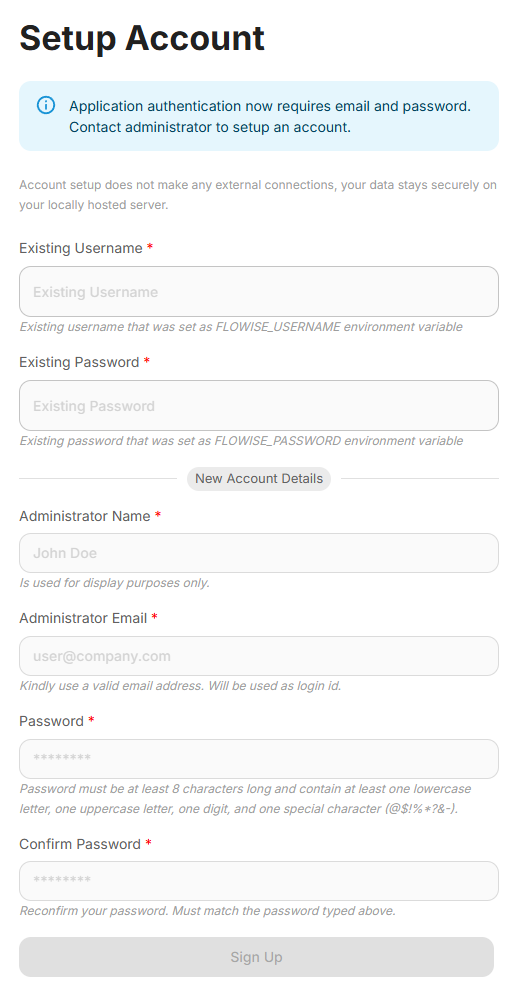 Setup Account
Application authentication now requires email and password.
Contact administrator to setup an account.
Account setup does not make any external connections, your data stays securely on
your locally hosted server.
Existing Username *
Existing Username
Existing username that was set as FLOWISE_USERNAME environment variable
Existing Password *
Existing Password
Existing password that was set as FLOWISE_PASSWORD environment variable
New Account Details
Administrator Name *
John Doe
Is used for display purposes only.
Administrator Email *
user@company.com
Kindly use a valid email address. Will be used as login id.
Password *
********
Password must be at least 8 characters long and contain at least one lowercase
letter, one uppercase letter, one digit, and one special character (@$!%*?&-).
Confirm Password *
********
Reconfirm your password. Must match the password typed above.
Sign Up